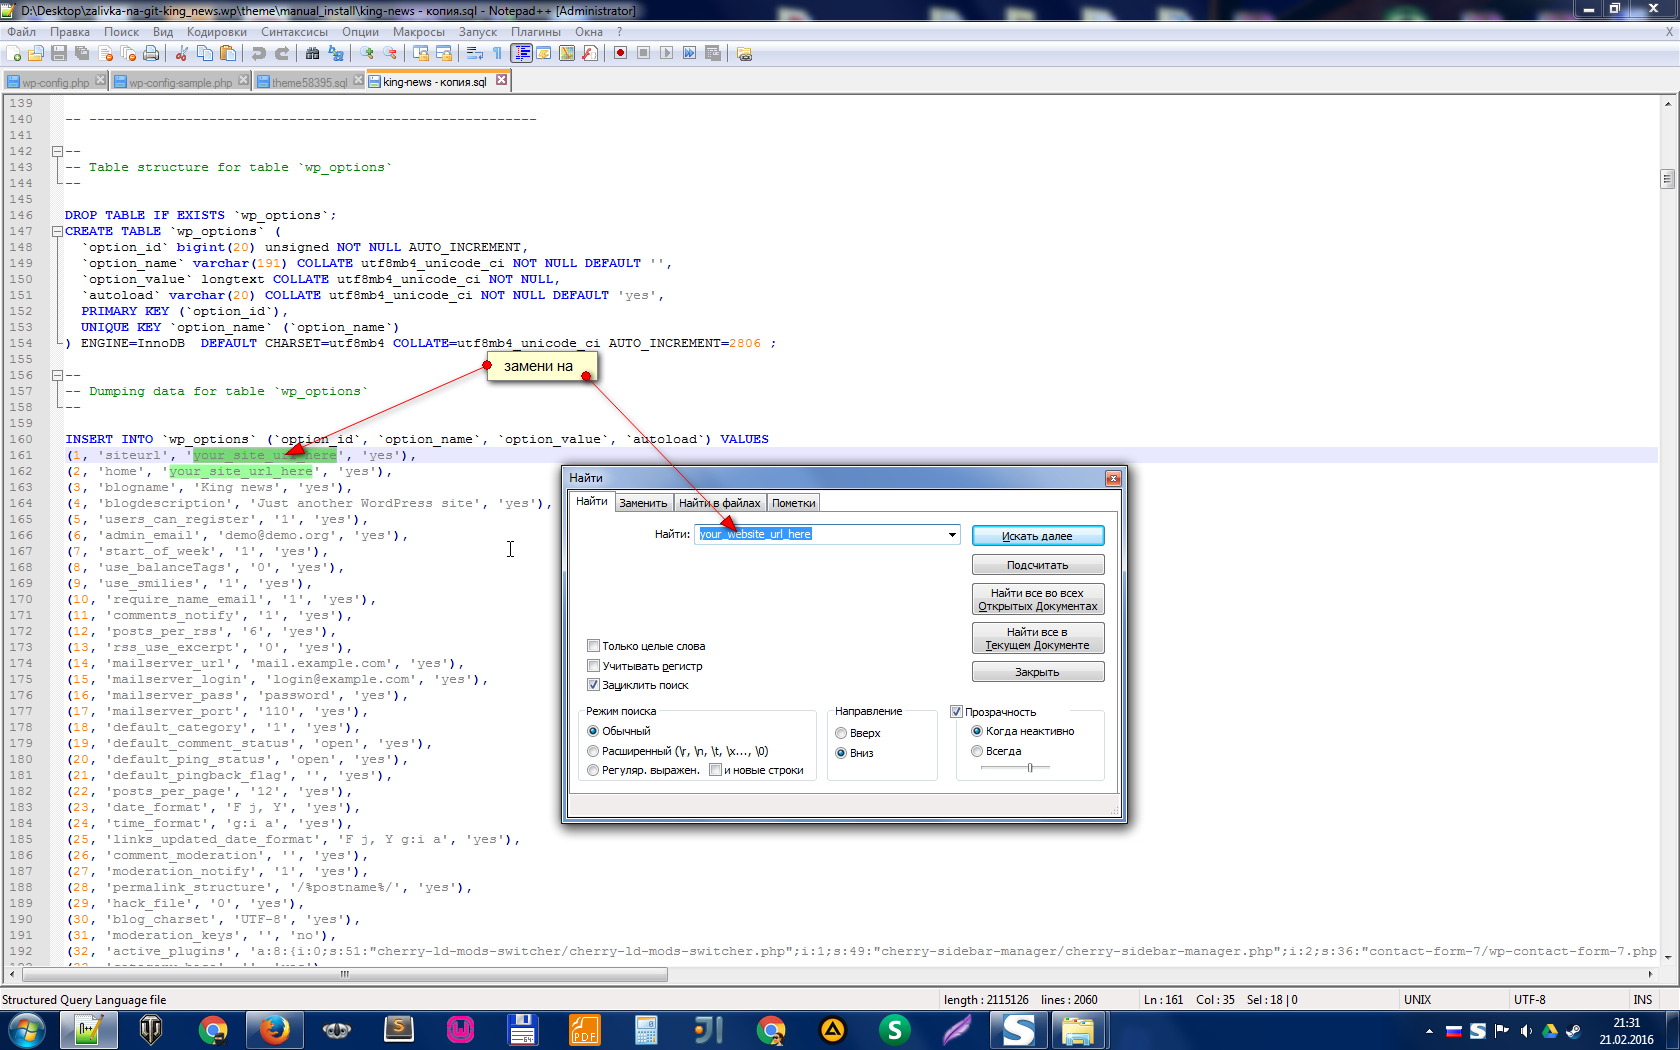 D:\Desktop\zalivka-na-git-king_news.wp\theme\manual_install\king-news - копия.sql - Notepad++ [Administrator]
Файл Правка Поиск Вид Кодировки Синтаксисы Опции Макросы Запуск Плагины Окна ? X
wp-config.php wp-config-sample.php theme58395.sql king-news - копия.sql
139
140 -- --------------------------------------------------------
141
142 --
143 -- Table structure for table `wp_options`
144 --
145
146 DROP TABLE IF EXISTS `wp_options`;
147 CREATE TABLE `wp_options` (
148 `option_id` bigint(20) unsigned NOT NULL AUTO_INCREMENT,
149 `option_name` varchar(191) COLLATE utf8mb4_unicode_ci NOT NULL DEFAULT '',
150 `option_value` longtext COLLATE utf8mb4_unicode_ci NOT NULL,
151 `autoload` varchar(20) COLLATE utf8mb4_unicode_ci NOT NULL DEFAULT 'yes',
152 PRIMARY KEY (`option_id`),
153 UNIQUE KEY `option_name` (`option_name`)
154 ) ENGINE=InnoDB  DEFAULT CHARSET=utf8mb4 COLLATE=utf8mb4_unicode_ci AUTO_INCREMENT=2806 ;
155
замени на
156 --
157 -- Dumping data for table `wp_options`
158 --
159
160 INSERT INTO `wp_options` (`option_id`, `option_name`, `option_value`, `autoload`) VALUES
161 (1, 'siteurl', 'your_site_url_here', 'yes'),
162 (2, 'home', 'your_site_url_here', 'yes'),
163 (3, 'blogname', 'King news', 'yes'),
164 (4, 'blogdescription', 'Just another WordPress site', 'yes'),
165 (5, 'users_can_register', '1', 'yes'),
166 (6, 'admin_email', 'demo@demo.org', 'yes'),
167 (7, 'start_of_week', '1', 'yes'),
168 (8, 'use_balanceTags', '0', 'yes'),
169 (9, 'use_smilies', '1', 'yes'),
170 (10, 'require_name_email', '1', 'yes'),
171 (11, 'comments_notify', '1', 'yes'),
172 (12, 'posts_per_rss', '6', 'yes'),
173 (13, 'rss_use_excerpt', '0', 'yes'),
174 (14, 'mailserver_url', 'mail.example.com', 'yes'),
175 (15, 'mailserver_login', 'login@example.com', 'yes'),
176 (16, 'mailserver_pass', 'password', 'yes'),
177 (17, 'mailserver_port', '110', 'yes'),
178 (18, 'default_category', '1', 'yes'),
179 (19, 'default_comment_status', 'open', 'yes'),
180 (20, 'default_ping_status', 'open', 'yes'),
181 (21, 'default_pingback_flag', '', 'yes'),
182 (22, 'posts_per_page', '12', 'yes'),
183 (23, 'date_format', 'F j, Y', 'yes'),
184 (24, 'time_format', 'g:i a', 'yes'),
185 (25, 'links_updated_date_format', 'F j, Y g:i a', 'yes'),
186 (26, 'comment_moderation', '', 'yes'),
187 (27, 'moderation_notify', '1', 'yes'),
188 (28, 'permalink_structure', '/%postname%/', 'yes'),
189 (29, 'hack_file', '0', 'yes'),
190 (30, 'blog_charset', 'UTF-8', 'yes'),
191 (31, 'moderation_keys', '', 'no'),
192 (32, 'active_plugins', 'a:8:{i:0;s:51:"cherry-ld-mods-switcher/cherry-ld-mods-switcher.php";i:1;s:49:"cherry-sidebar-manager/cherry-sidebar-manager.php";i:2;s:36:"contact-form-7/wp-contact-form-7.php
Найти
Найти Заменить Найти в файлах Пометки
Найти: your_website_url_here
Искать далее
Подсчитать
Найти все во всех
Открытых Документах
Найти все в
Текущем Документе
Закрыть
Только целые слова
Учитывать регистр
Зациклить поиск
Режим поиска
Обычный
Расширенный (\r, \n, \t, \x..., \0)
Регуляр. выражен. и новые строки
Направление
Вверх
Вниз
Прозрачность
Когда неактивно
Всегда
Structured Query Language file length : 2115126 lines : 2060 Ln : 161 Col : 35 Sel : 18 | 0 UNIX UTF-8 INS
21:31
21.02.2016